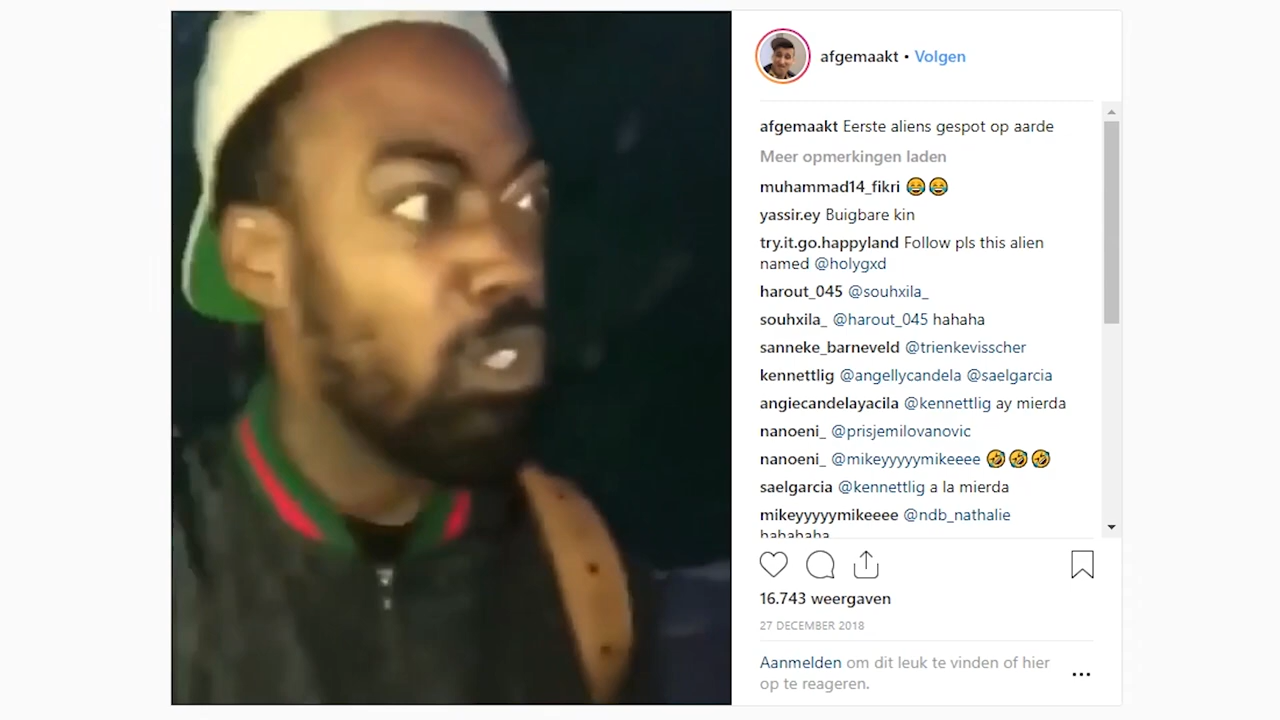 afgemaakt • Volgen
afgemaakt Eerste aliens gespot op aarde
Meer opmerkingen laden
muhammad14_fikri 😂😂
yassir.ey Buigbare kin
try.it.go.happyland Follow pls this alien
named @holygxd
harout_045 @souhxila_
souhxila_ @harout_045 hahaha
sanneke_barneveld @trienkevisscher
kennettlig @angellycandela @saelgarcia
angiecandelayacila @kennettlig ay mierda
nanoeni_ @prisjemilovanovic
nanoeni_ @mikeyyyyymikeeee 🤣🤣🤣
saelgarcia @kennettlig a la mierda
mikeyyyyymikeeee @ndb_nathalie
hahahaha
16.743 weergaven
27 DECEMBER 2018
Aanmelden om dit leuk te vinden of hier
op te reageren.